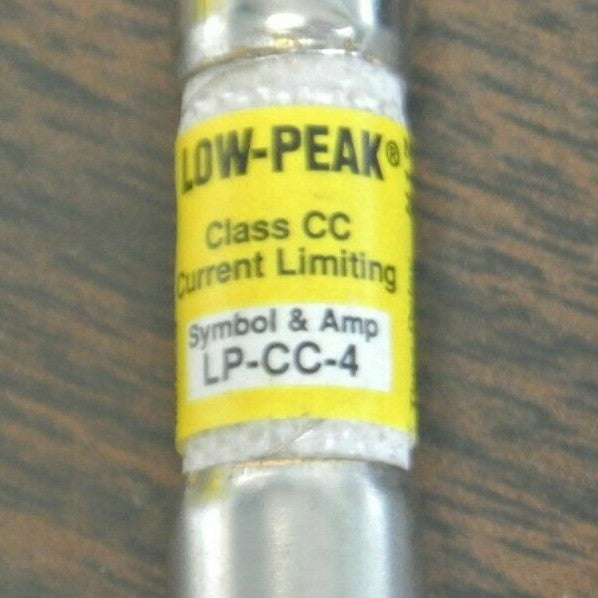 LOW-PEAK®
Class CC
Current Limiting
Symbol & Amp
LP-CC-4